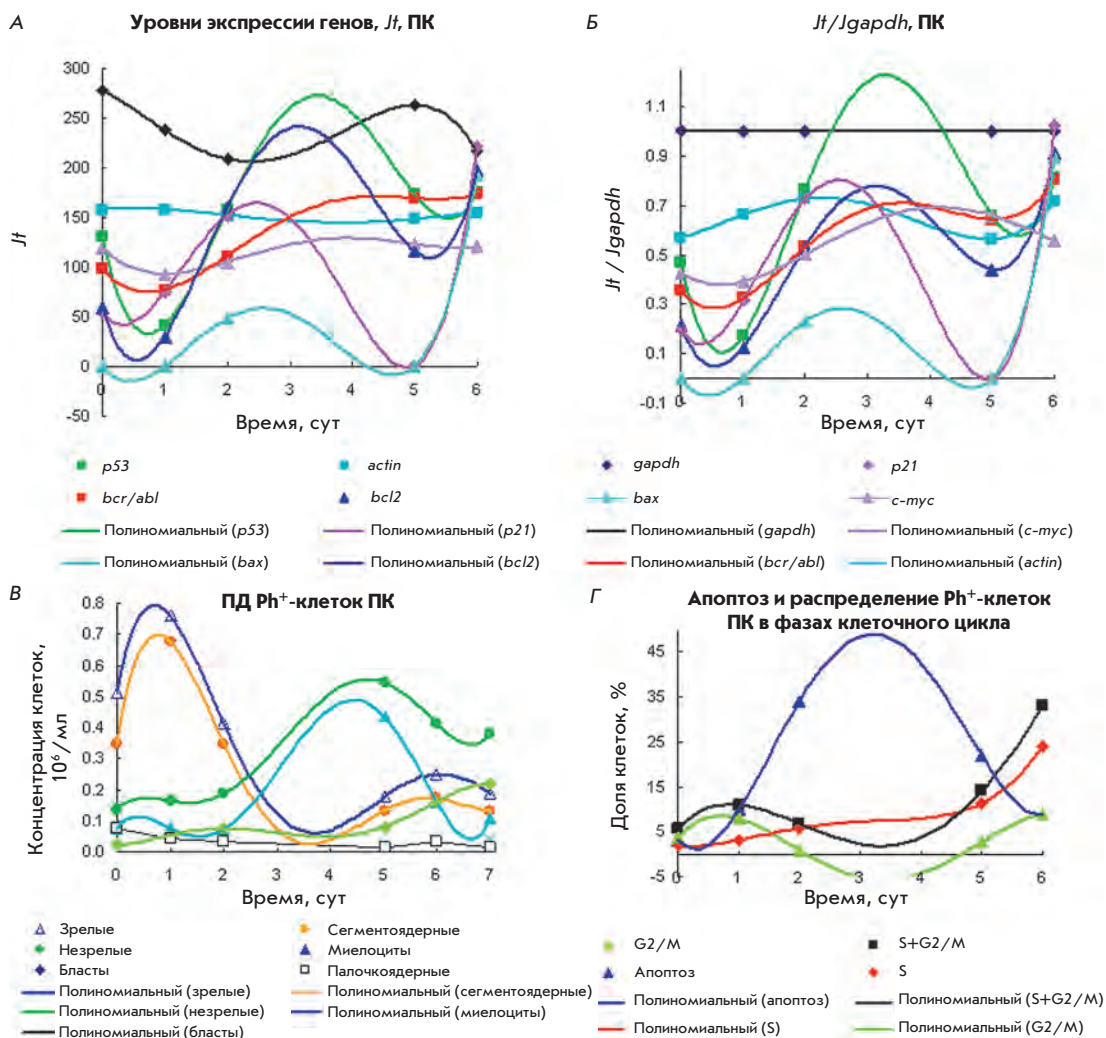 А
Уровни экспрессии генов, Jt, ПК
Jt
300
250
200
150
100
50
0
-50
0 1 2 3 4 5 6
Время, сут
p53
actin
bcr/abl
bcl2
Полиномиальный (p53)
Полиномиальный (p21)
Полиномиальный (bax)
Полиномиальный (bcl2)
Б
Jt/Jgapdh, ПК
Jt / Jgapdh
1.1
0.9
0.7
0.5
0.3
0.1
-0.1
0 1 2 3 4 5 6
Время, сут
gapdh
p21
bax
c-myc
Полиномиальный (gapdh)
Полиномиальный (c-myc)
Полиномиальный (bcr/abl)
Полиномиальный (actin)
В
ПД Ph⁺-клеток ПК
Концентрация клеток,
10⁶/мл
0.8
0.7
0.6
0.5
0.4
0.3
0.2
0.1
0.0
0 1 2 3 4 5 6 7
Время, сут
Зрелые
Сегментоядерные
Незрелые
Миелоциты
Бласты
Палочкоядерные
Полиномиальный (зрелые)
Полиномиальный (сегментоядерные)
Полиномиальный (незрелые)
Полиномиальный (миелоциты)
Полиномиальный (бласты)
Г
Апоптоз и распределение Ph⁺-клеток
ПК в фазах клеточного цикла
Доля клеток, %
45
35
25
15
5
-5
0 1 2 3 4 5 6
Время, сут
G2/M
S+G2/M
Апоптоз
S
Полиномиальный (апоптоз)
Полиномиальный (S+G2/M)
Полиномиальный (S)
Полиномиальный (G2/M)